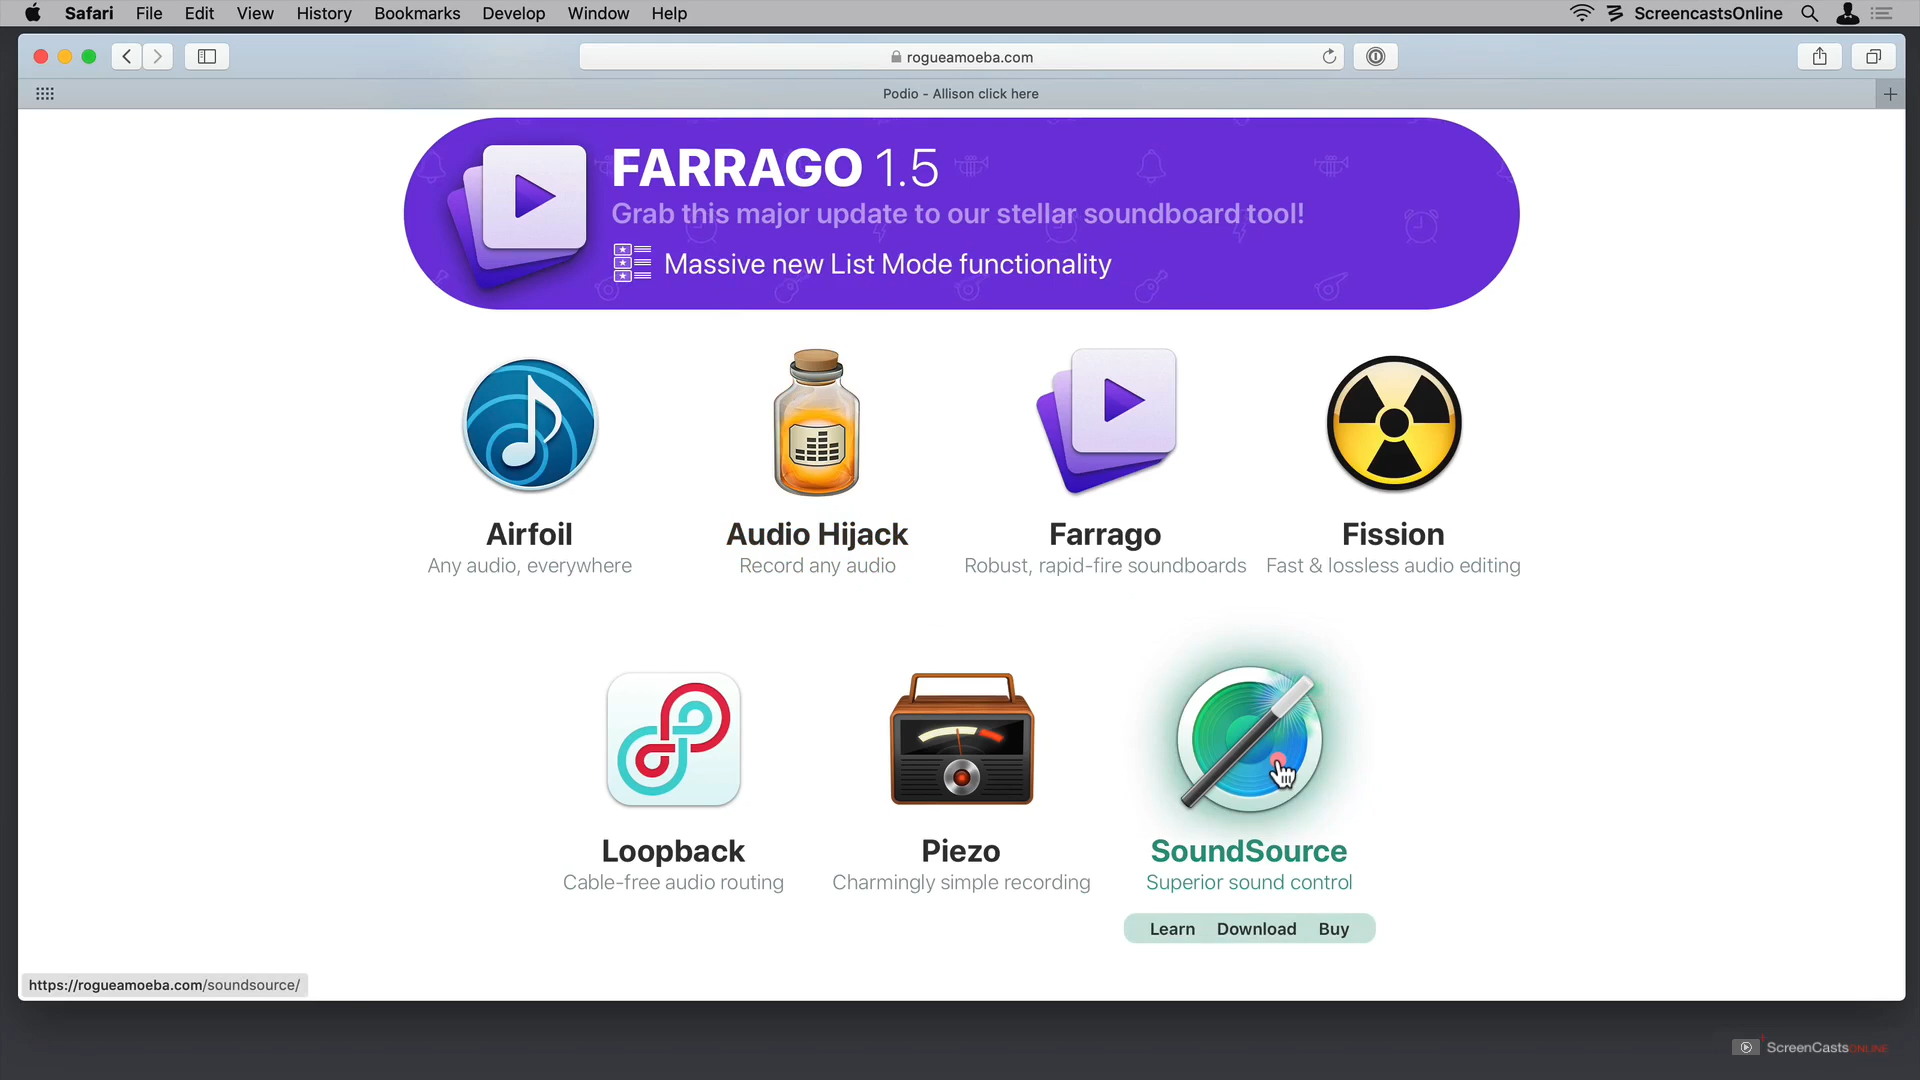 Safari File Edit View History Bookmarks Develop Window Help ScreencastsOnline
rogueamoeba.com
Podio - Allison click here
FARRAGO 1.5
Grab this major update to our stellar soundboard tool!
Massive new List Mode functionality
Airfoil Audio Hijack Farrago Fission
Any audio, everywhere Record any audio Robust, rapid-fire soundboards Fast & lossless audio editing
Loopback Piezo SoundSource
Cable-free audio routing Charmingly simple recording Superior sound control
Learn Download Buy
https://rogueamoeba.com/soundsource/
ScreenCastsONLINE